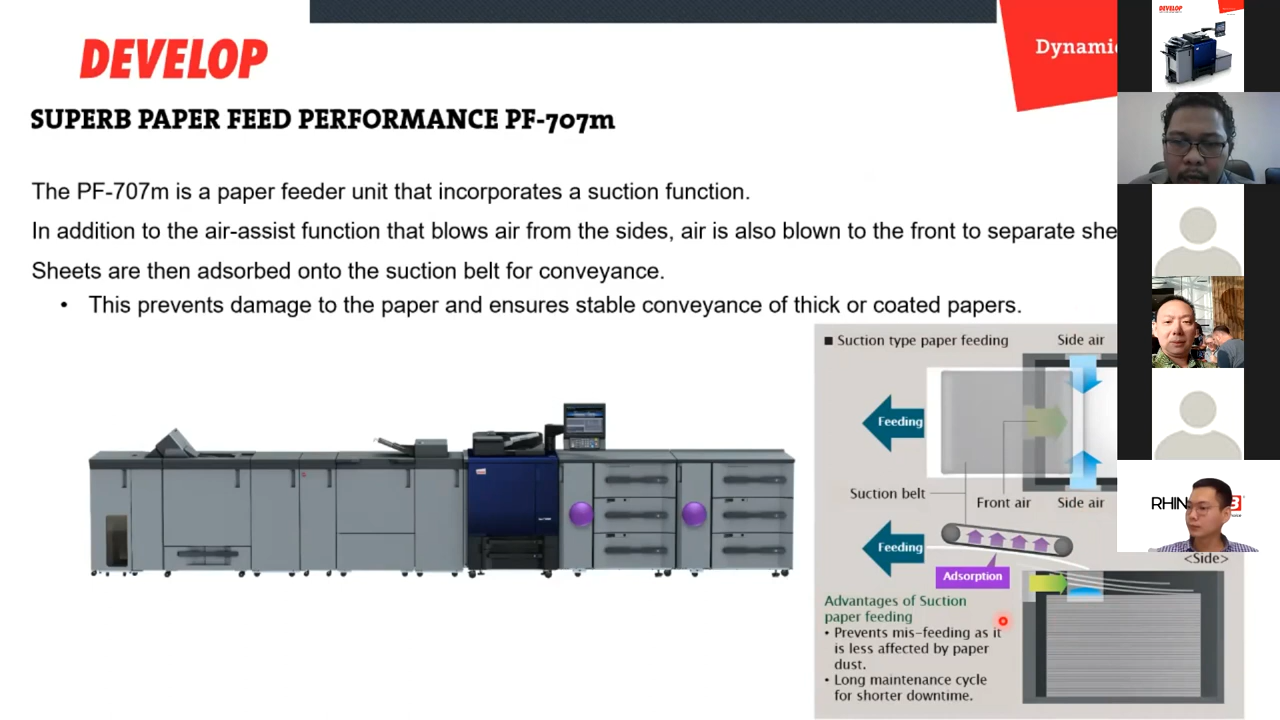 DEVELOP
Dynamic
SUPERB PAPER FEED PERFORMANCE PF-707m
The PF-707m is a paper feeder unit that incorporates a suction function.
In addition to the air-assist function that blows air from the sides, air is also blown to the front to separate she
Sheets are then adsorbed onto the suction belt for conveyance.
• This prevents damage to the paper and ensures stable conveyance of thick or coated papers.
■ Suction type paper feeding
Side air
Feeding
Suction belt
Front air
Side air
Feeding
Adsorption
<Side>
Advantages of Suction
paper feeding
• Prevents mis-feeding as it
is less affected by paper
dust.
• Long maintenance cycle
for shorter downtime.
DEVELOP
RHIN